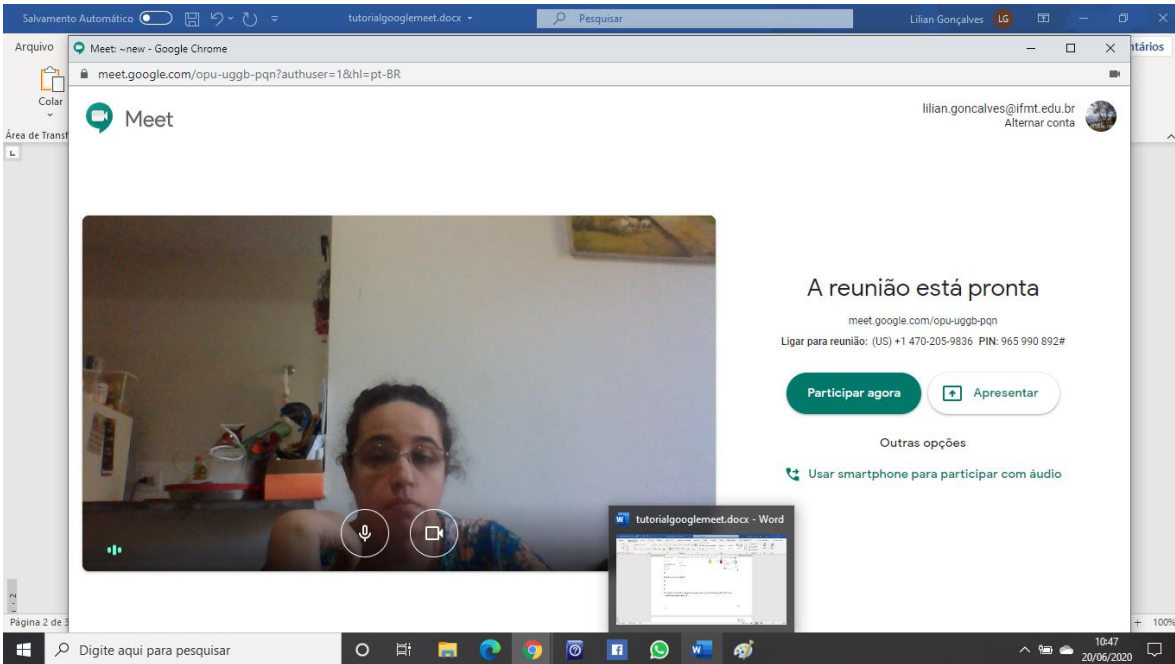 Salvamento Automático
tutorialgooglemeet.docx
Pesquisar
Lilian Gonçalves LG
Arquivo
Meet: ~new - Google Chrome
ntários
meet.google.com/opu-uggb-pqn?authuser=1&hl=pt-BR
Colar
Área de Transf
Meet
lilian.goncalves@ifmt.edu.br
Alternar conta
A reunião está pronta
meet.google.com/opu-uggb-pqn
Ligar para reunião: (US) +1 470-205-9836 PIN: 965 990 892#
Participar agora
Apresentar
Outras opções
Usar smartphone para participar com áudio
tutorialgooglemeet.docx - Word
Página 2 de 3
100%
Digite aqui para pesquisar
10:47
20/06/2020